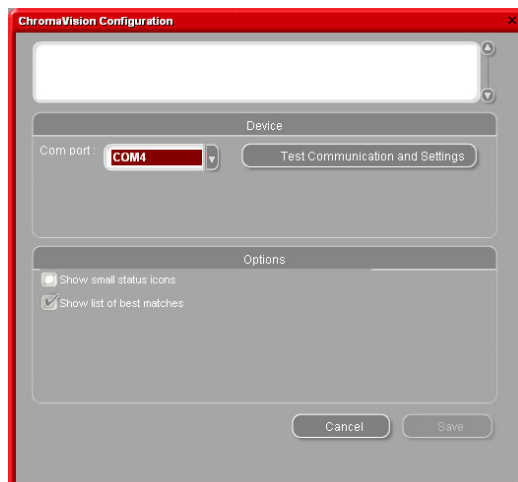 ChromaVision Configuration
Device
Com port :
COM4
Test Communication and Settings
Options
Show small status icons
Show list of best matches
Cancel
Save